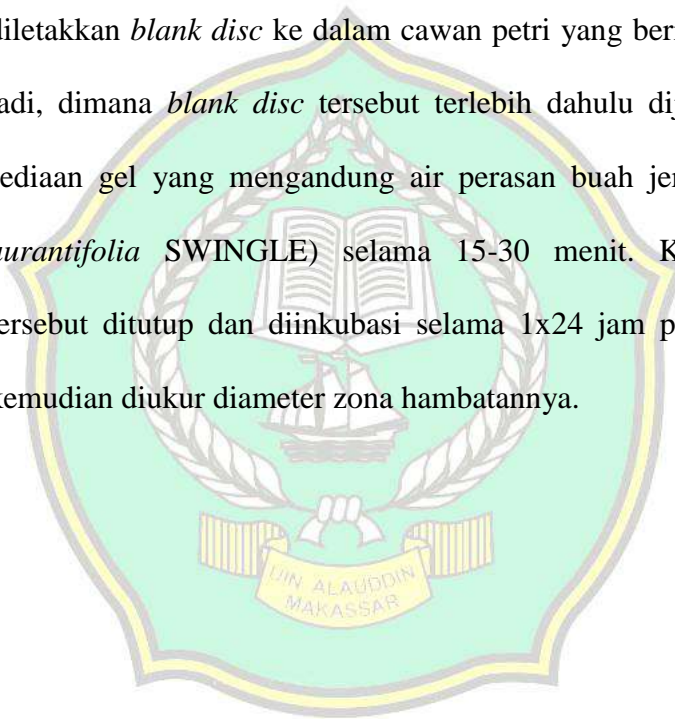 diletakkan blank disc ke dalam cawan petri yang ber
adi, dimana blank disc tersebut terlebih dahulu di
ediaan gel yang mengandung air perasan buah je
urantifolia SWINGLE) selama 15-30 menit. K
ersebut ditutup dan diinkubasi selama 1x24 jam p
kemudian diukur diameter zona hambatannya.
UIN ALAUDDIN
MAKASSAR